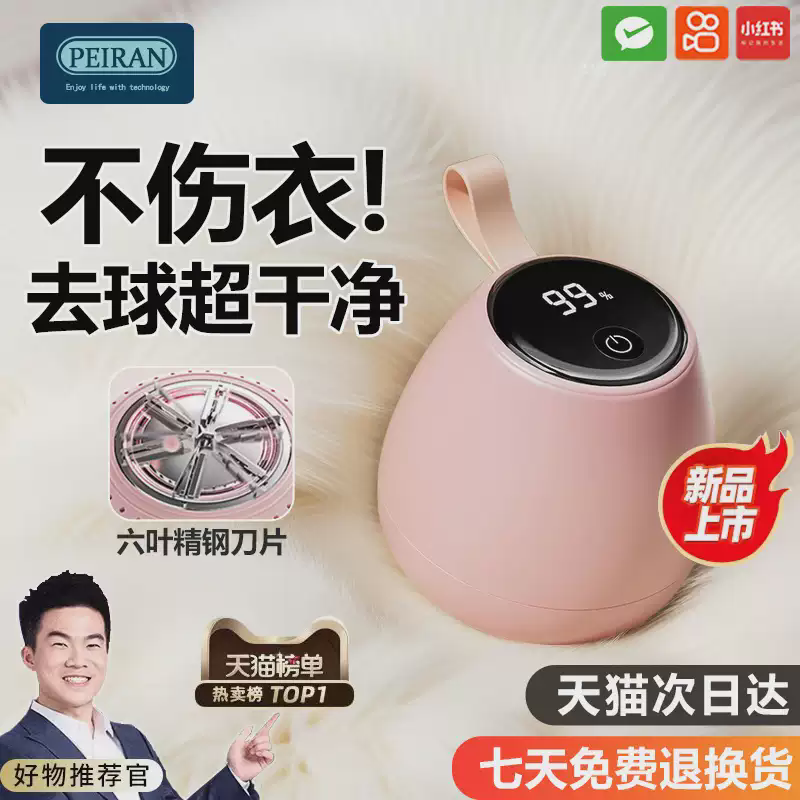 PEIRAN
Enjoy life with technology
小红书
不伤衣!
去球超干净
99%
六叶精钢刀片
新品
上市
天猫榜单
热卖榜 TOP1
天猫次日达
好物推荐官
七天免费退换货